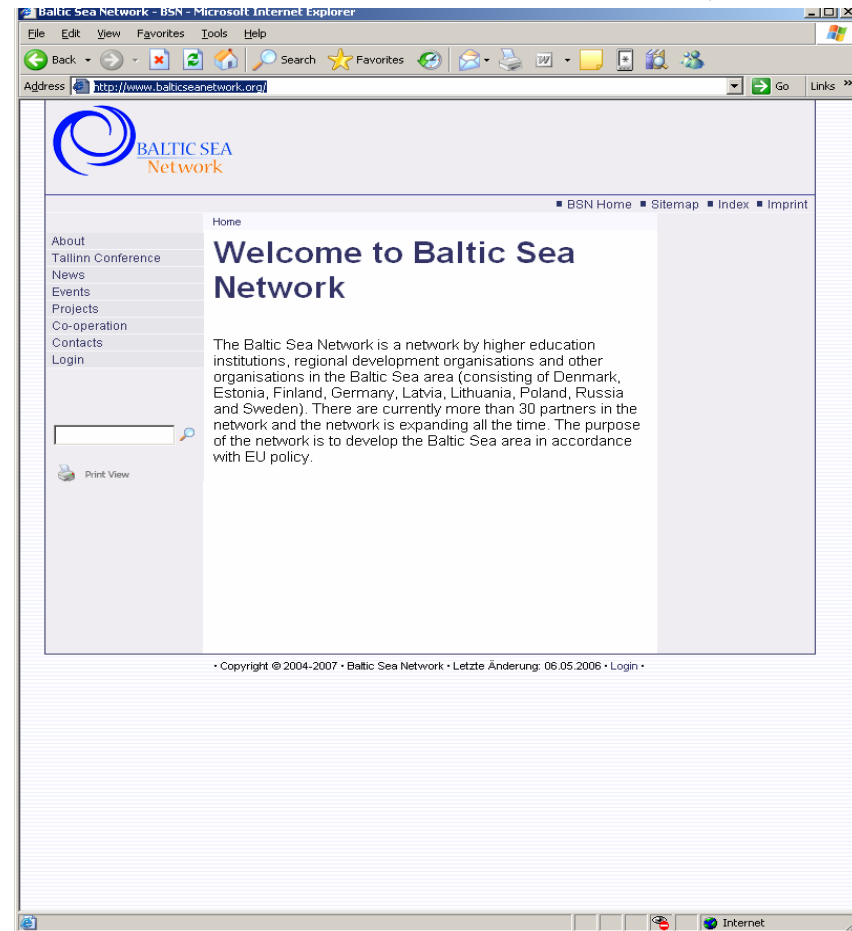 Baltic Sea Network - BSN - Microsoft Internet Explorer
File Edit View Favorites Tools Help
Back Search Favorites
Address http://www.balticseanetwork.org/ Go Links »
BALTIC SEA
Network
BSN Home Sitemap Index Imprint
Home
About
Tallinn Conference
News
Events
Projects
Co-operation
Contacts
Login
Print View
Welcome to Baltic Sea
Network
The Baltic Sea Network is a network by higher education
institutions, regional development organisations and other
organisations in the Baltic Sea area (consisting of Denmark,
Estonia, Finland, Germany, Latvia, Lithuania, Poland, Russia
and Sweden). There are currently more than 30 partners in the
network and the network is expanding all the time. The purpose
of the network is to develop the Baltic Sea area in accordance
with EU policy.
• Copyright © 2004-2007 • Baltic Sea Network • Letzte Änderung: 06.05.2006 • Login •
Internet